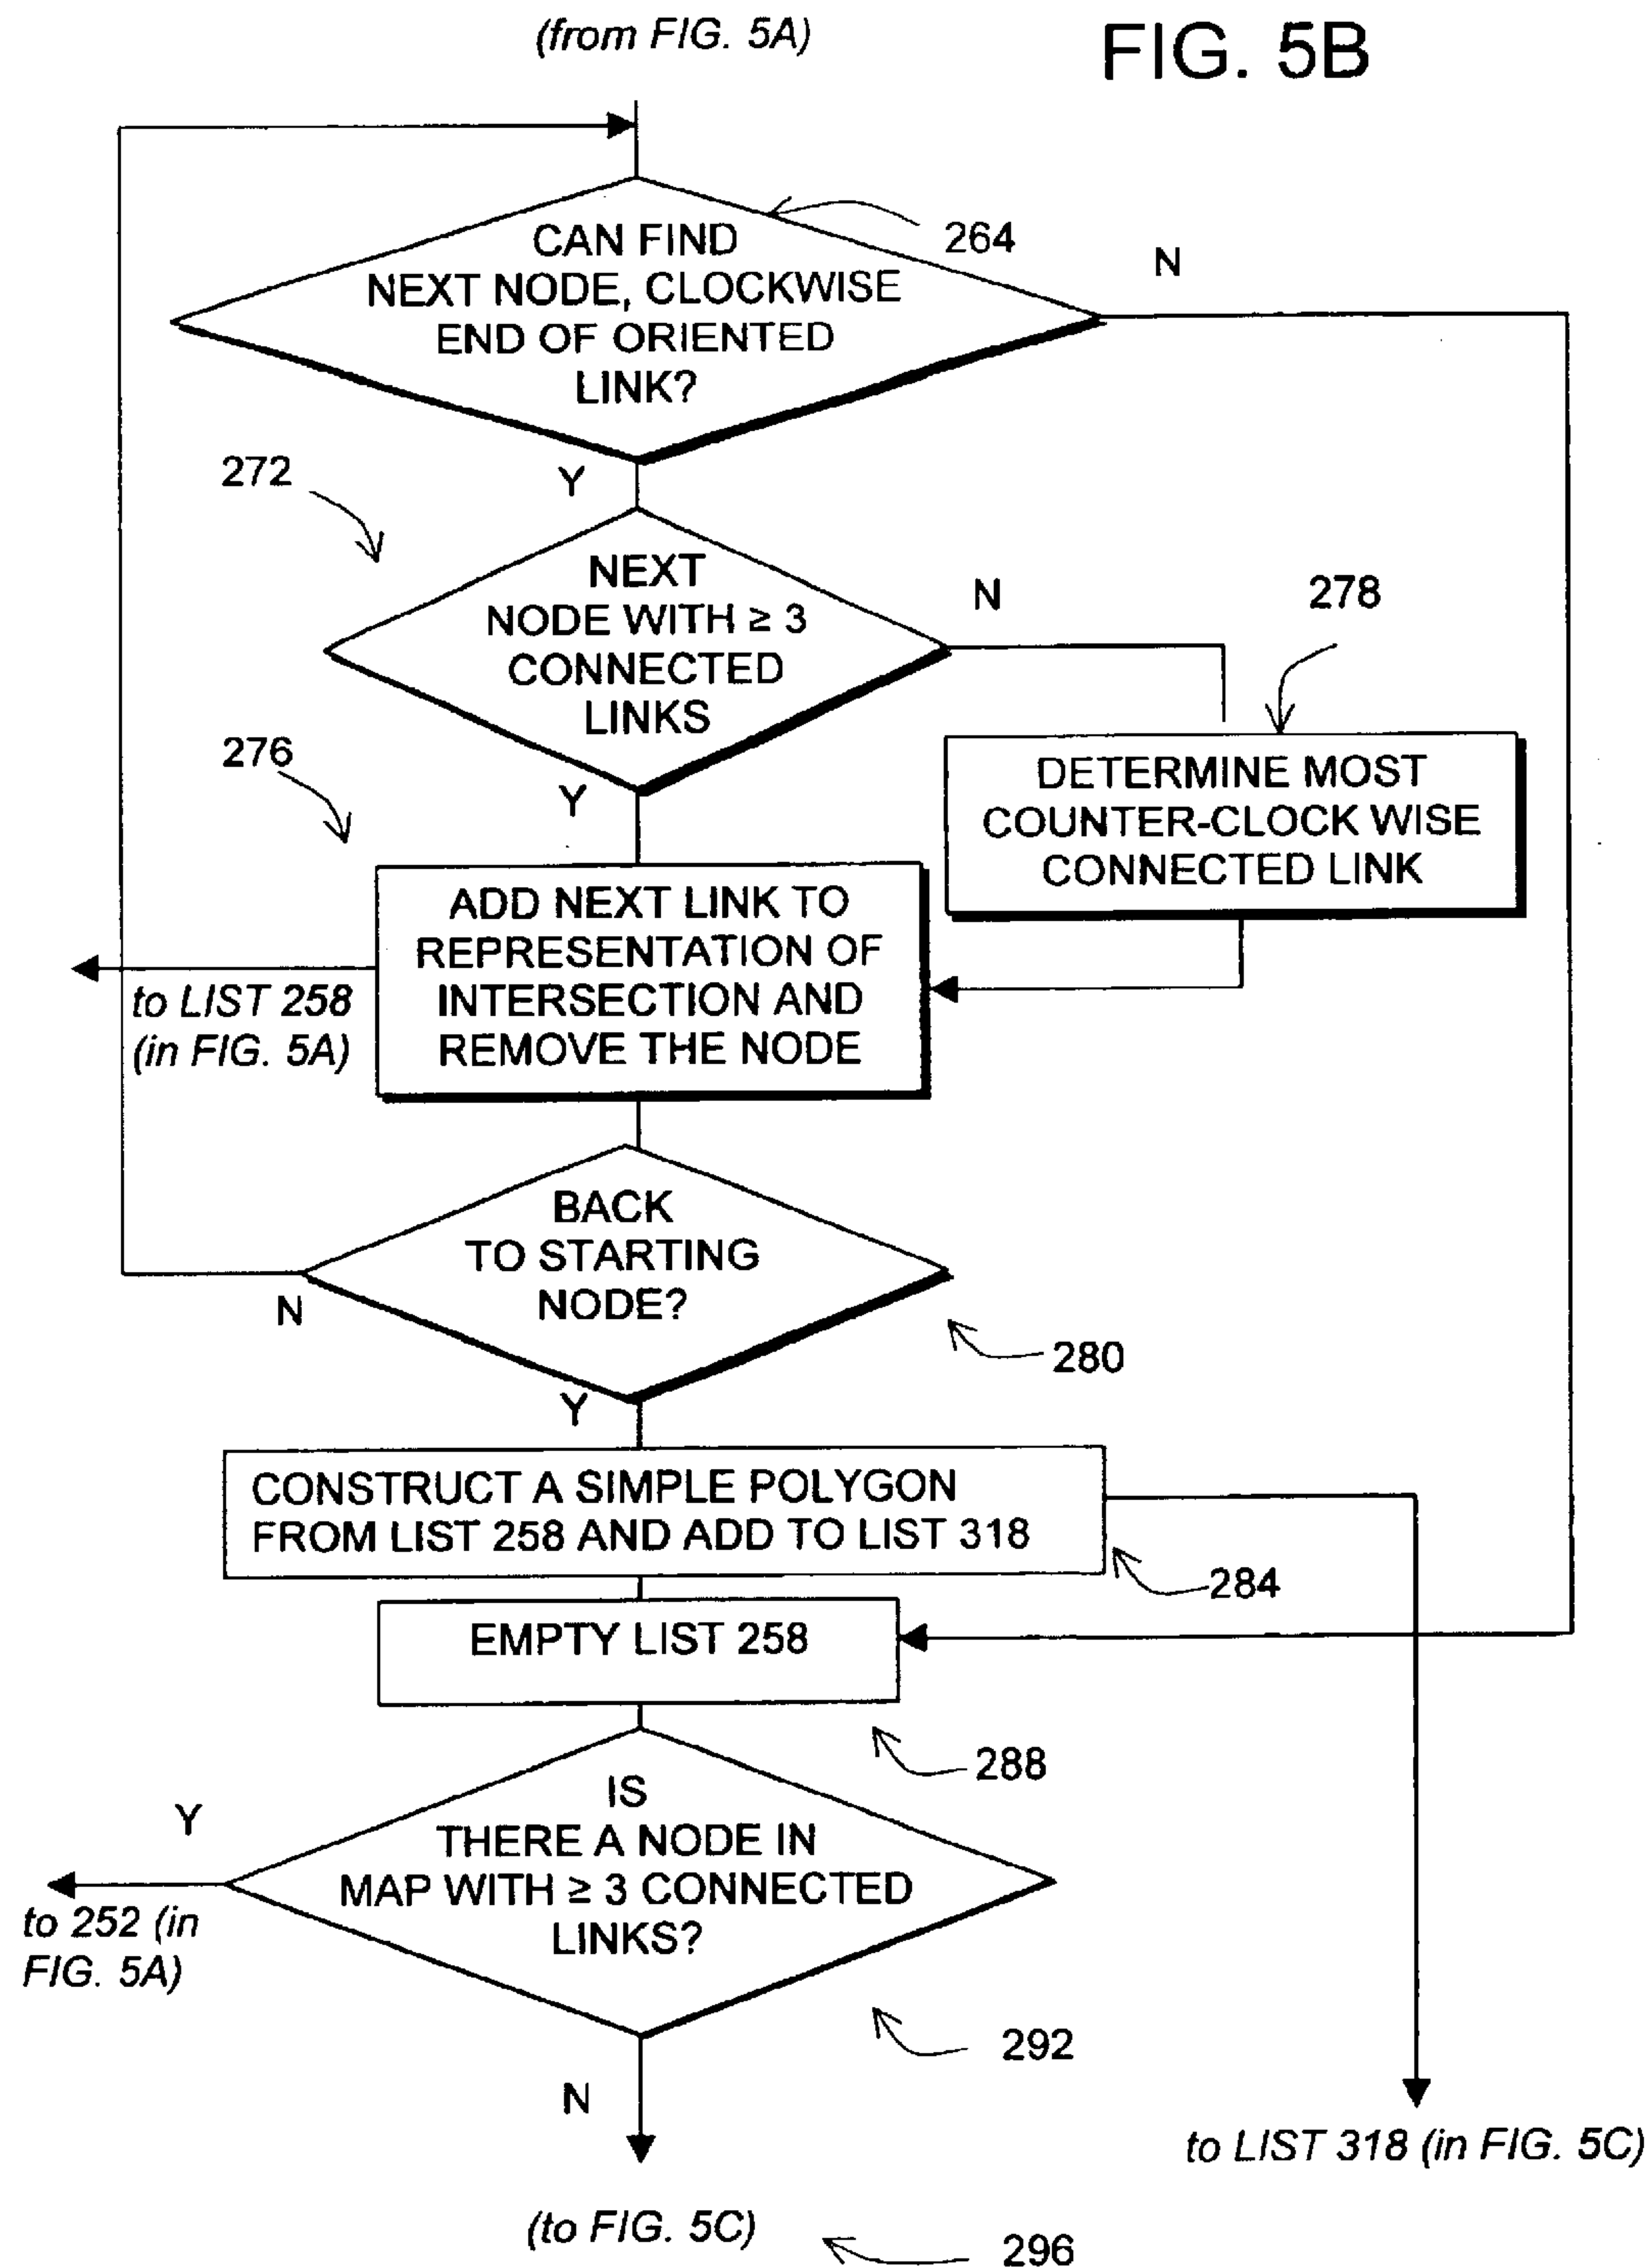 (from FIG. 5A)
FIG. 5B
CAN FIND
NEXT NODE, CLOCKWISE
END OF ORIENTED
LINK?
264
N
Y
272
NEXT
NODE WITH ≥ 3
CONNECTED
LINKS
N
278
276
Y
DETERMINE MOST
COUNTER-CLOCK WISE
CONNECTED LINK
ADD NEXT LINK TO
REPRESENTATION OF
INTERSECTION AND
REMOVE THE NODE
to LIST 258
(in FIG. 5A)
BACK
TO STARTING
NODE?
N
280
Y
CONSTRUCT A SIMPLE POLYGON
FROM LIST 258 AND ADD TO LIST 318
284
EMPTY LIST 258
288
IS
THERE A NODE IN
MAP WITH ≥ 3 CONNECTED
LINKS?
Y
to 252 (in
FIG. 5A)
292
N
to LIST 318 (in FIG. 5C)
(to FIG. 5C)
296